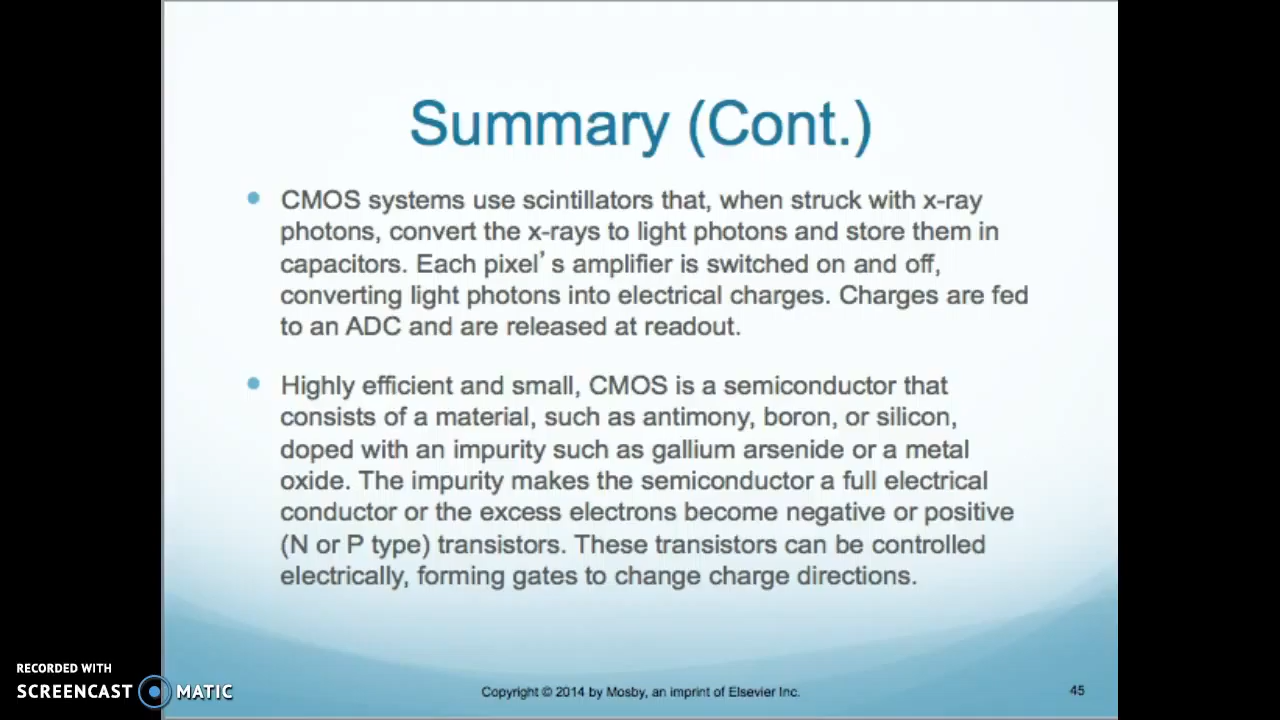 Summary (Cont.)
CMOS systems use scintillators that, when struck with x-ray
photons, convert the x-rays to light photons and store them in
capacitors. Each pixel’s amplifier is switched on and off,
converting light photons into electrical charges. Charges are fed
to an ADC and are released at readout.
Highly efficient and small, CMOS is a semiconductor that
consists of a material, such as antimony, boron, or silicon,
doped with an impurity such as gallium arsenide or a metal
oxide. The impurity makes the semiconductor a full electrical
conductor or the excess electrons become negative or positive
(N or P type) transistors. These transistors can be controlled
electrically, forming gates to change charge directions.
RECORDED WITH
SCREENCAST MATIC
Copyright © 2014 by Mosby, an imprint of Elsevier Inc.
45